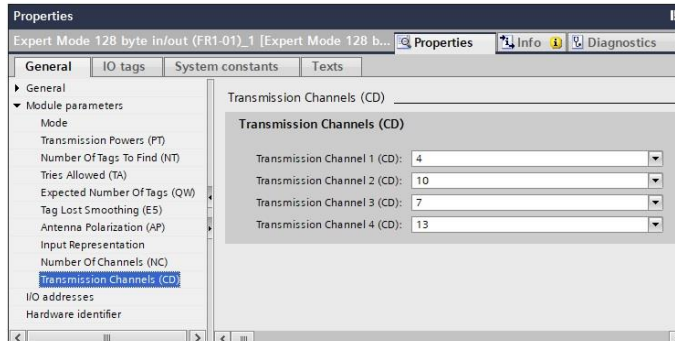 Properties
Expert Mode 128 byte in/out (FR1-01)_1 [Expert Mode 128 b...
Properties
Info
Diagnostics
General
IO tags
System constants
Texts
General
Module parameters
Mode
Transmission Powers (PT)
Number Of Tags To Find (NT)
Tries Allowed (TA)
Expected Number Of Tags (QW)
Tag Lost Smoothing (E5)
Antenna Polarization (AP)
Input Representation
Number Of Channels (NC)
Transmission Channels (CD)
I/O addresses
Hardware identifier
Transmission Channels (CD)
Transmission Channels (CD)
Transmission Channel 1 (CD): 4
Transmission Channel 2 (CD): 10
Transmission Channel 3 (CD): 7
Transmission Channel 4 (CD): 13